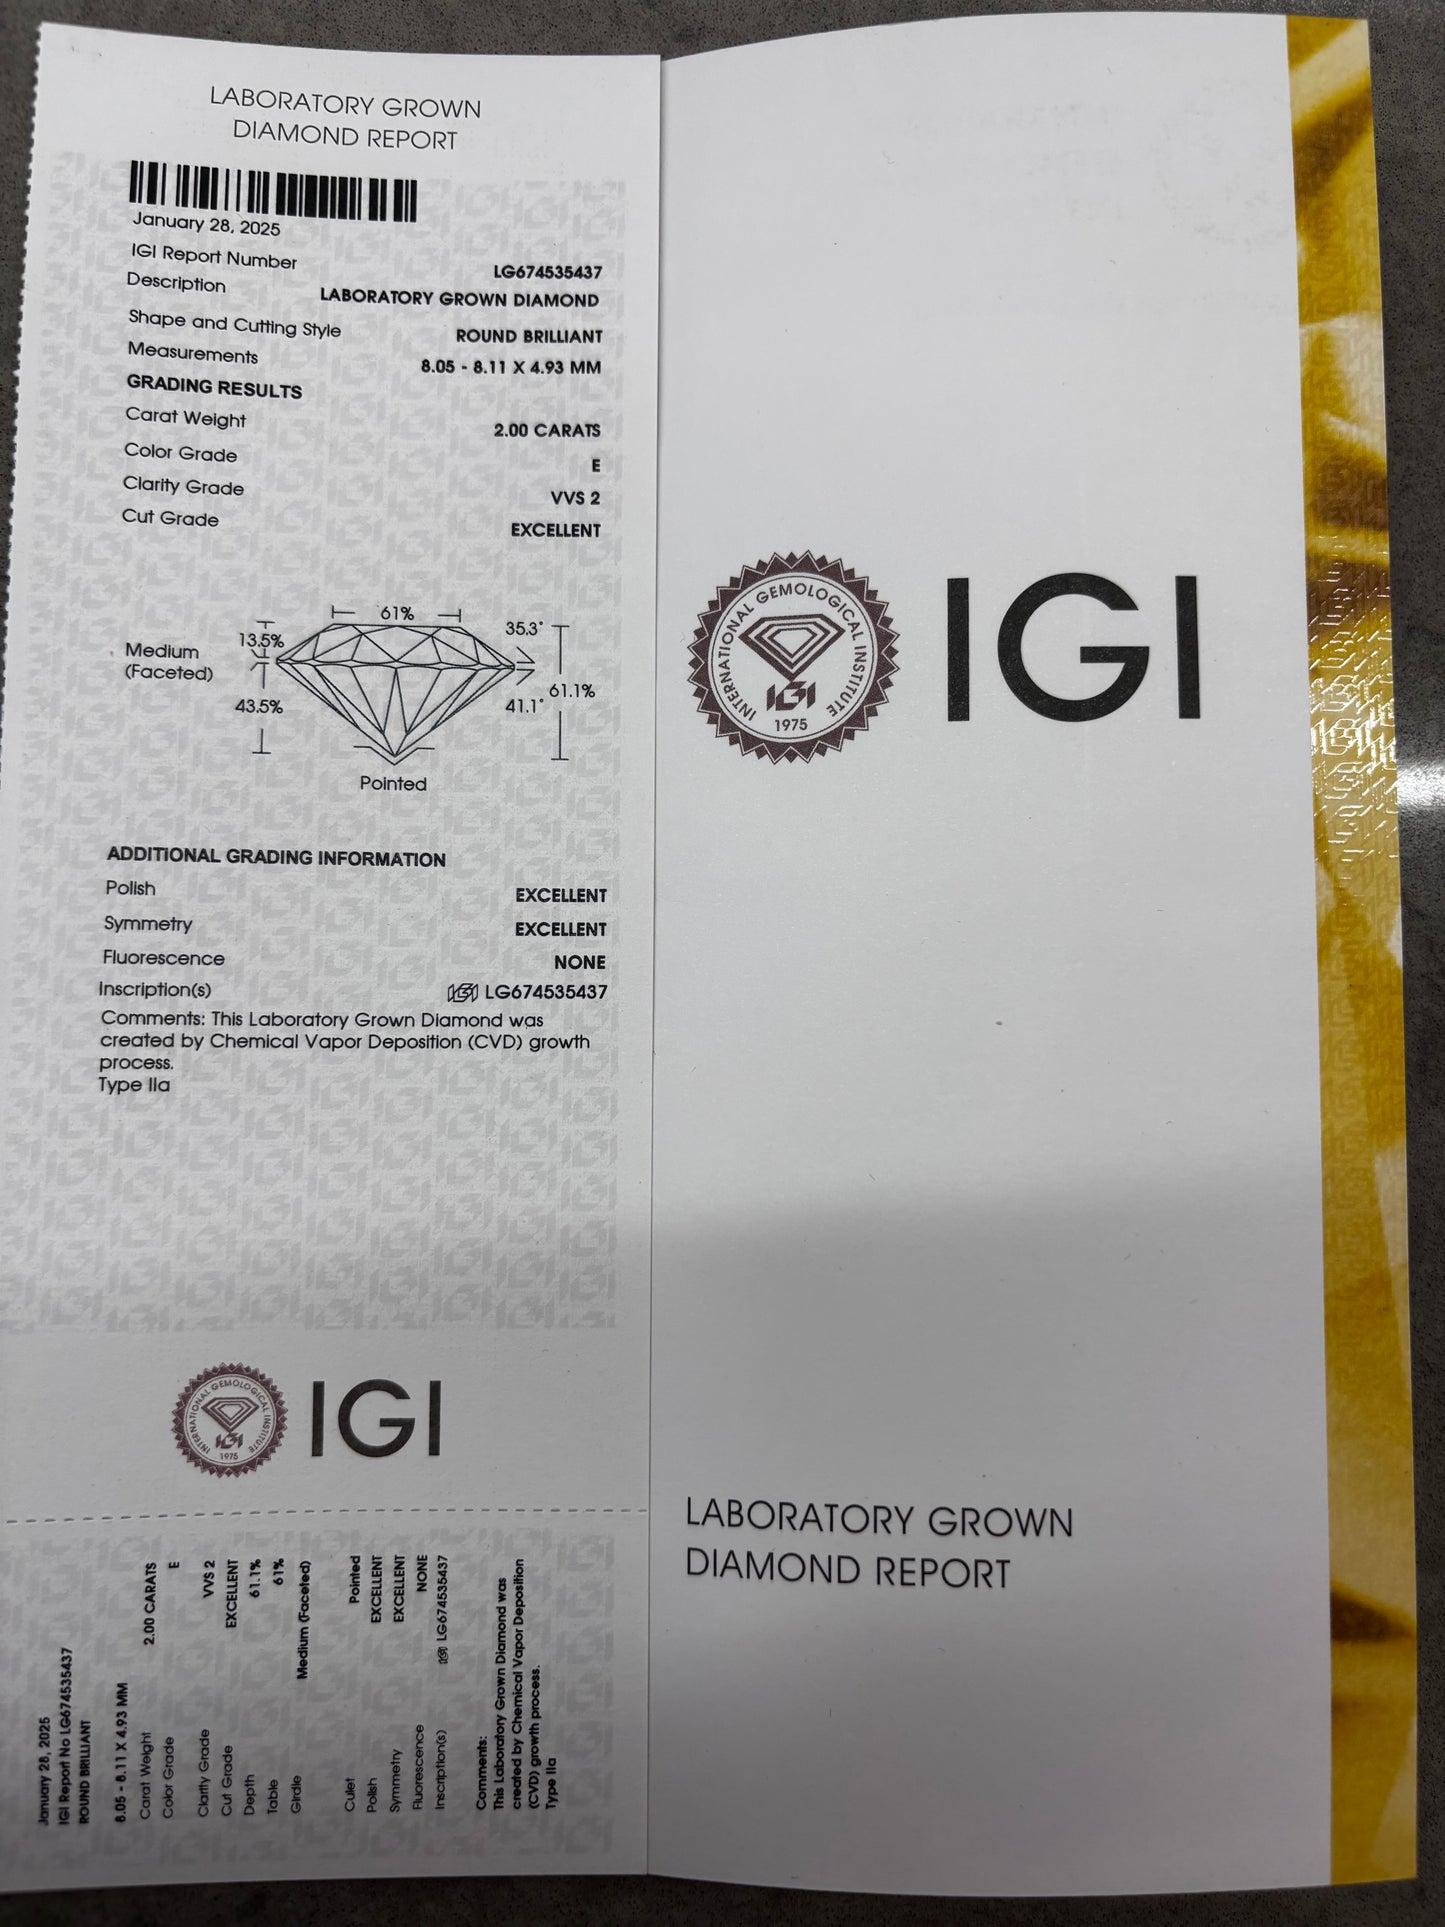 LABORATORY GROWN
DIAMOND REPORT
January 28, 2025
IGI Report Number LG674535437
Description LABORATORY GROWN DIAMOND
Shape and Cutting Style ROUND BRILLIANT
Measurements 8.05 - 8.11 X 4.93 MM
GRADING RESULTS
Carat Weight 2.00 CARATS
Color Grade E
Clarity Grade VVS 2
Cut Grade EXCELLENT
61%
13.5%
35.3°
Medium
(Faceted)
43.5%
41.1°
61.1%
Pointed
ADDITIONAL GRADING INFORMATION
Polish EXCELLENT
Symmetry EXCELLENT
Fluorescence NONE
Inscription(s) IGI LG674535437
Comments: This Laboratory Grown Diamond was
created by Chemical Vapor Deposition (CVD) growth
process.
Type IIa
INTERNATIONAL GEMOLOGICAL INSTITUTE
IGI
1975
IGI
January 28, 2025
IGI Report No LG674535437
ROUND BRILLIANT
8.05 - 8.11 X 4.93 MM
Carat Weight 2.00 CARATS
Color Grade E
Clarity Grade VVS 2
Cut Grade EXCELLENT
Depth 61.1%
Table 61%
Girdle Medium (Faceted)
Culet Pointed
Polish EXCELLENT
Symmetry EXCELLENT
Fluorescence NONE
Inscription(s) IGI LG674535437
Comments:
This Laboratory Grown Diamond was
created by Chemical Vapor Deposition
(CVD) growth process.
Type IIa
INTERNATIONAL GEMOLOGICAL INSTITUTE
IGI
1975
IGI
LABORATORY GROWN
DIAMOND REPORT